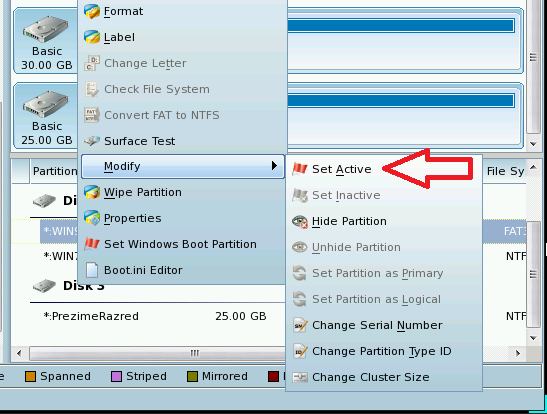 Format
Label
Change Letter
Check File System
Convert FAT to NTFS
Surface Test
Modify
Wipe Partition
Properties
Set Windows Boot Partition
Boot.ini Editor
Set Active
Set Inactive
Hide Partition
Unhide Partition
Set Partition as Primary
Set Partition as Logical
Change Serial Number
Change Partition Type ID
Change Cluster Size
Basic
30.00 GB
Basic
25.00 GB
Partition
File Sy
Di
*:WIN
FAT
*:WIN
NTF
Disk 3
*:PrezimeRazred 25.00 GB NTF
Spanned Striped Mirrored